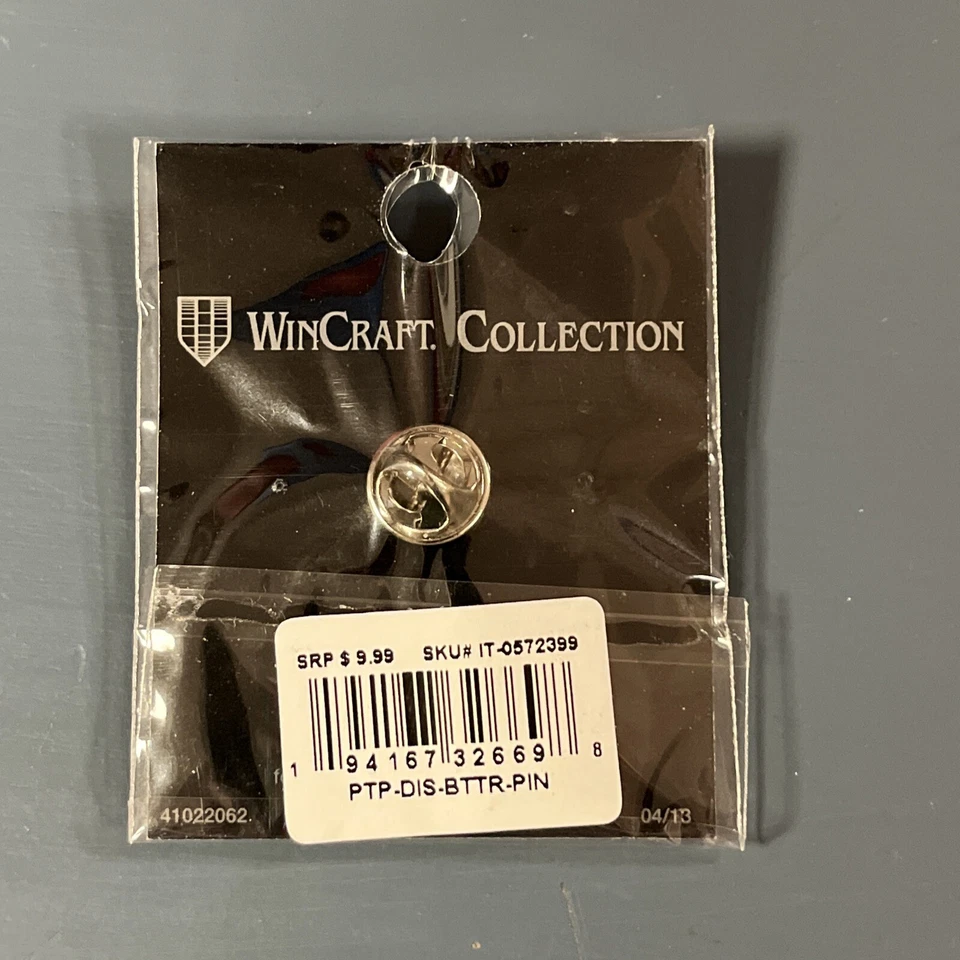 WINCRAFT. COLLECTION
SRP $ 9.99 SKU# IT-0572399
1 94167 32669 8
PTP-DIS-BTTR-PIN
41022062. 04/13